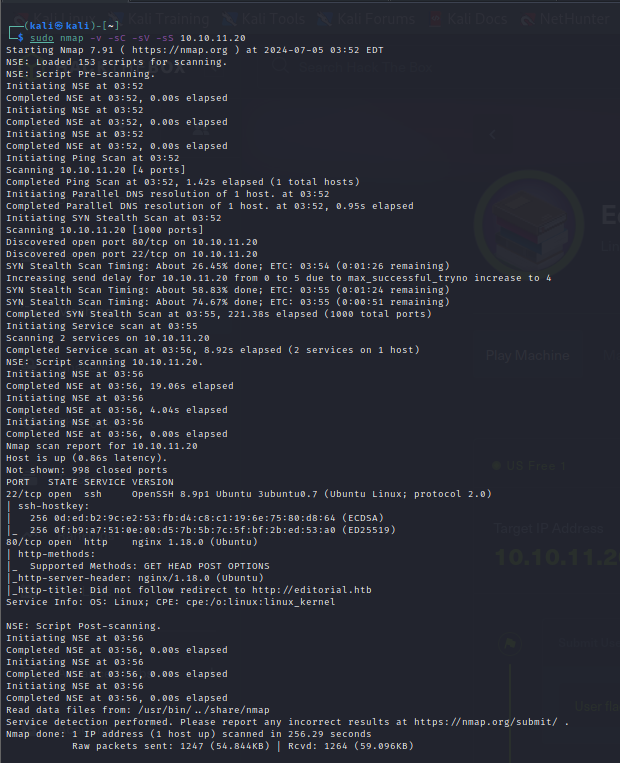 Kali Training Kali Tools Kali Forums Kali Docs NetHunter
┌──(kali㉿kali)-[~]
└─$ sudo nmap -v -sC -sV -sS 10.10.11.20
Starting Nmap 7.91 ( https://nmap.org ) at 2024-07-05 03:52 EDT
NSE: Loaded 153 scripts for scanning.
NSE: Script Pre-scanning.
Initiating NSE at 03:52
Completed NSE at 03:52, 0.00s elapsed
Initiating NSE at 03:52
Completed NSE at 03:52, 0.00s elapsed
Initiating NSE at 03:52
Completed NSE at 03:52, 0.00s elapsed
Initiating Ping Scan at 03:52
Scanning 10.10.11.20 [4 ports]
Completed Ping Scan at 03:52, 1.42s elapsed (1 total hosts)
Initiating Parallel DNS resolution of 1 host. at 03:52
Completed Parallel DNS resolution of 1 host. at 03:52, 0.95s elapsed
Initiating SYN Stealth Scan at 03:52
Scanning 10.10.11.20 [1000 ports]
Discovered open port 80/tcp on 10.10.11.20
Discovered open port 22/tcp on 10.10.11.20
SYN Stealth Scan Timing: About 26.45% done; ETC: 03:54 (0:01:26 remaining)
Increasing send delay for 10.10.11.20 from 0 to 5 due to max_successful_tryno increase to 4
SYN Stealth Scan Timing: About 58.83% done; ETC: 03:55 (0:01:24 remaining)
SYN Stealth Scan Timing: About 74.67% done; ETC: 03:55 (0:00:51 remaining)
Completed SYN Stealth Scan at 03:55, 221.38s elapsed (1000 total ports)
Initiating Service scan at 03:55
Scanning 2 services on 10.10.11.20
Completed Service scan at 03:56, 8.92s elapsed (2 services on 1 host)
NSE: Script scanning 10.10.11.20.
Initiating NSE at 03:56
Completed NSE at 03:56, 19.06s elapsed
Initiating NSE at 03:56
Completed NSE at 03:56, 4.04s elapsed
Initiating NSE at 03:56
Completed NSE at 03:56, 0.00s elapsed
Nmap scan report for 10.10.11.20
Host is up (0.86s latency).
Not shown: 998 closed ports
PORT   STATE SERVICE VERSION
22/tcp open  ssh     OpenSSH 8.9p1 Ubuntu 3ubuntu0.7 (Ubuntu Linux; protocol 2.0)
| ssh-hostkey:
|   256 0d:ed:b2:9c:e2:53:fb:d4:c8:c1:19:6e:75:80:d8:64 (ECDSA)
|_  256 0f:b9:a7:51:0e:00:d5:7b:5b:7c:5f:bf:2b:ed:53:a0 (ED25519)
80/tcp open  http    nginx 1.18.0 (Ubuntu)
| http-methods:
|_  Supported Methods: GET HEAD POST OPTIONS
|_http-server-header: nginx/1.18.0 (Ubuntu)
|_http-title: Did not follow redirect to http://editorial.htb
Service Info: OS: Linux; CPE: cpe:/o:linux:linux_kernel
NSE: Script Post-scanning.
Initiating NSE at 03:56
Completed NSE at 03:56, 0.00s elapsed
Initiating NSE at 03:56
Completed NSE at 03:56, 0.00s elapsed
Initiating NSE at 03:56
Completed NSE at 03:56, 0.00s elapsed
Read data files from: /usr/bin/../share/nmap
Service detection performed. Please report any incorrect results at https://nmap.org/submit/ .
Nmap done: 1 IP address (1 host up) scanned in 256.29 seconds
           Raw packets sent: 1247 (54.844KB) | Rcvd: 1264 (59.096KB)
Play Machine
US Free 1
Target IP Address
10.10.11.2